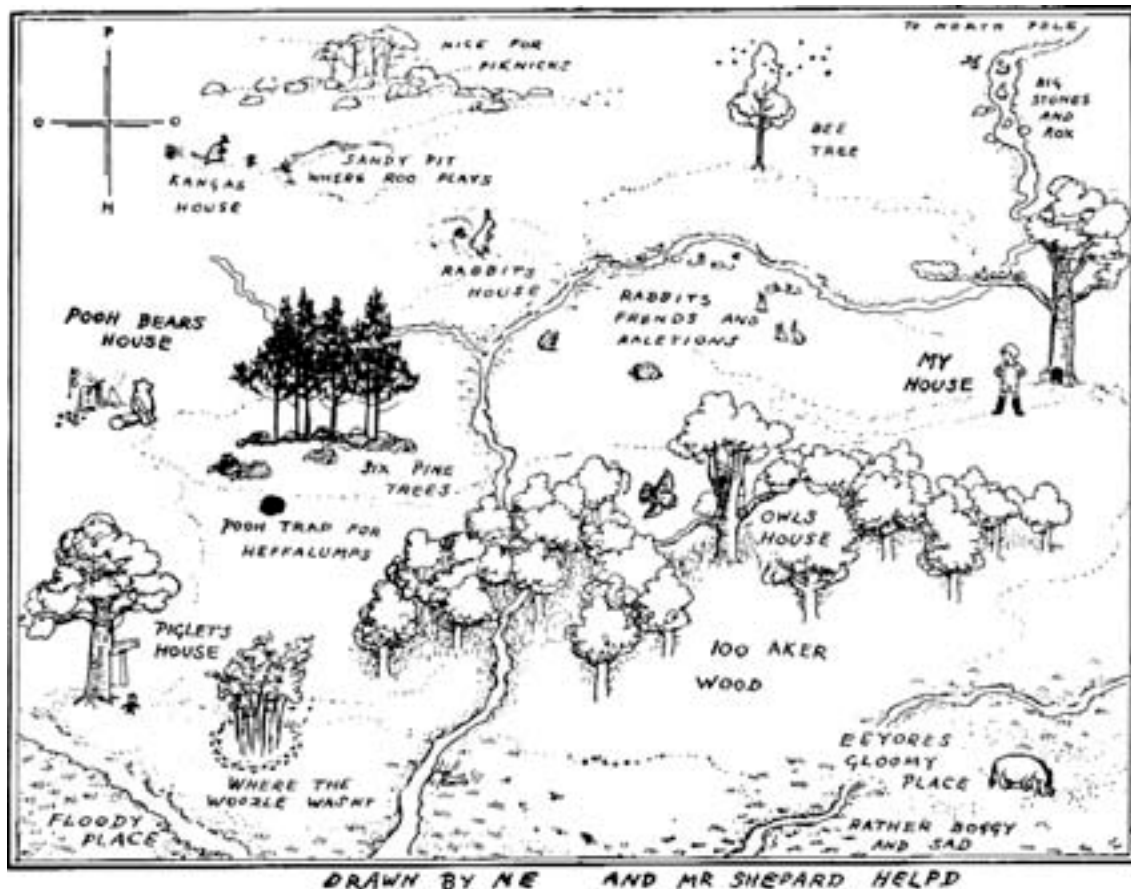 P
O O
H
NICE FOR
PIKNICKS
TO NORTH POLE
BIG
STONES
AND
ROX
BEE
TREE
KANGAS
HOUSE
SANDY PIT
WHERE ROO PLAYS
RABBITS
HOUSE
RABBITS
FRENDS AND
RALETIONS
POOH BEARS
HOUSE
MY
HOUSE
SIX PINE
TREES
POOH TRAP FOR
HEFFALUMPS
OWLS
HOUSE
PIGLET'S
HOUSE
100 AKER
WOOD
WHERE THE
WOOZLE WASNT
FLOODY
PLACE
EEYORES
GLOOMY
PLACE
RATHER BOGGY
AND SAD
DRAWN BY ME AND MR SHEPARD HELPD